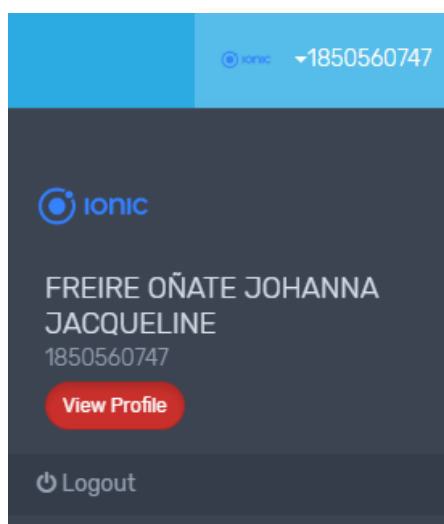 ionic 1850560747
ionic
FREIRE OÑATE JOHANNA
JACQUELINE
1850560747
View Profile
Logout